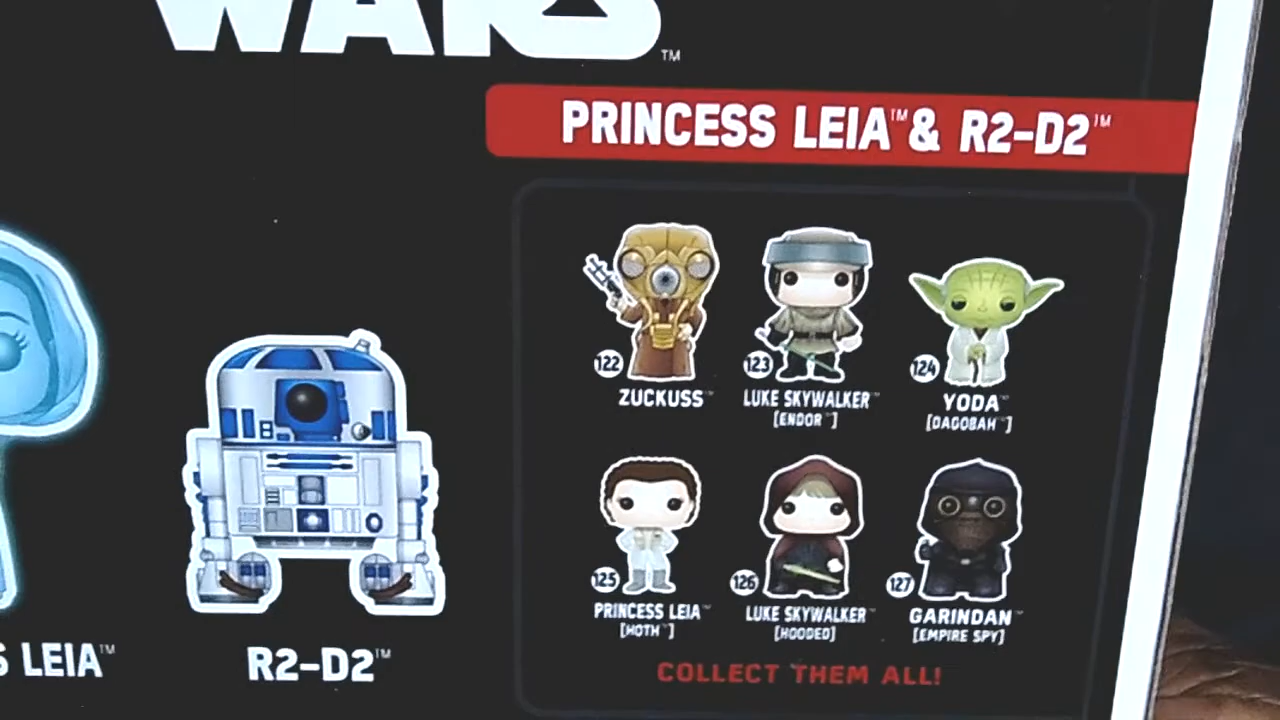 WARS™
PRINCESS LEIA™ & R2-D2™
122
ZUCKUSS™
123
LUKE SKYWALKER™
[ENDOR™]
124
YODA™
[DAGOBAH™]
125
PRINCESS LEIA™
[HOTH™]
126
LUKE SKYWALKER™
[HOODED]
127
GARINDAN™
[EMPIRE SPY]
COLLECT THEM ALL!
S LEIA™
R2-D2™